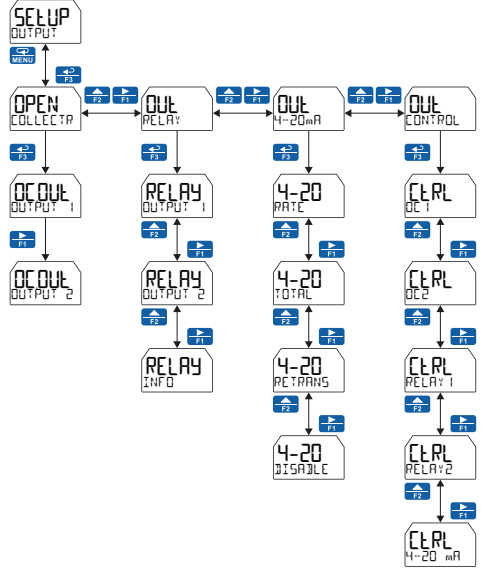 SEtUP
OUTPUT
MENU
F3
F2 F1 F2 F1 F2 F1
OPEN
COLLECTR
OUt
RELAY
OUt
4-20mA
OUt
CONTROL
F3 F3 F3 F3
OCOUt
OUTPUT 1
RELAY
OUTPUT 1
4-20
RATE
CtRL
OC1
F1 F2 F1 F2 F1 F2 F1
OCOUt
OUTPUT 2
RELAY
OUTPUT 2
4-20
TOTAL
CtRL
OC2
F2 F1 F2 F1 F2 F1
RELAY
INFO
4-20
RETRANS
CtRL
RELAY1
F2 F1 F2 F1
4-20
DISABLE
CtRL
RELAY2
F2 F1
CtRL
4-20 mA